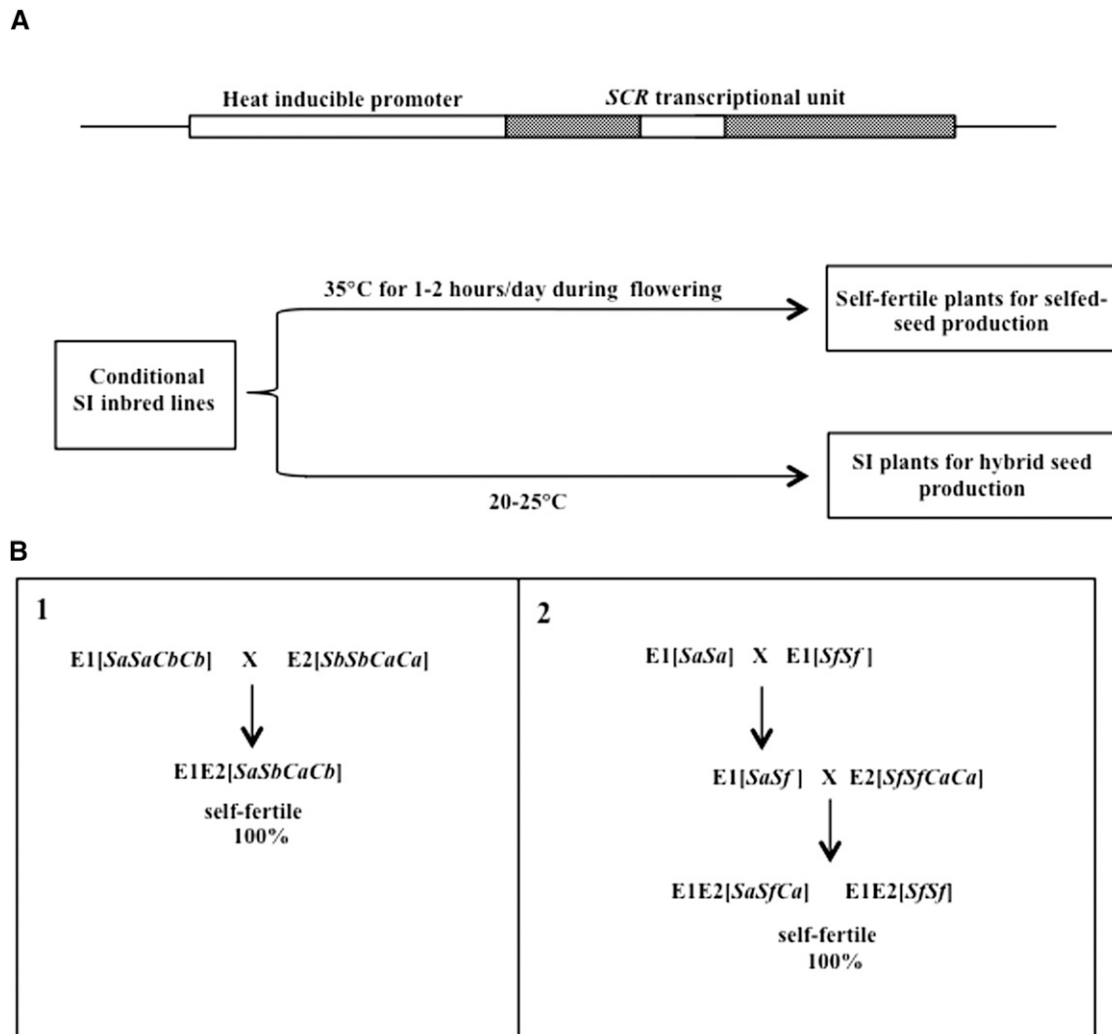 A
Heat inducible promoter
SCR transcriptional unit
35°C for 1-2 hours/day during flowering
Self-fertile plants for selfed-
seed production
Conditional
SI inbred lines
SI plants for hybrid seed
production
20-25°C
B
1
E1[SaSaCbCb] X E2[SbSbCaCa]
E1E2[SaSbCaCb]
self-fertile
100%
2
E1[SaSa] X E1[SfSf ]
E1[SaSf ] X E2[SfSfCaCa]
E1E2[SaSfCa] E1E2[SfSf]
self-fertile
100%